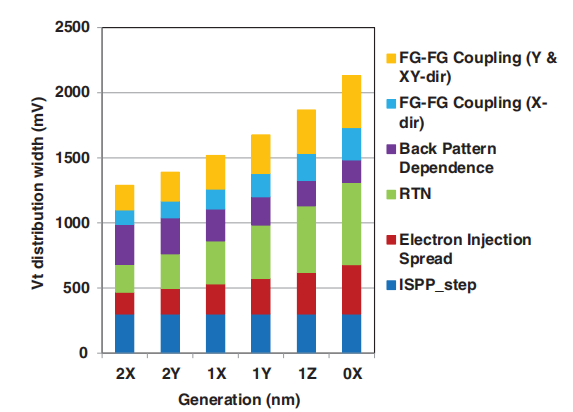 2500
2000
1500
1000
500
0
Vt distribution width (mV)
2X 2Y 1X 1Y 1Z 0X
Generation (nm)
FG-FG Coupling (Y &
XY-dir)
FG-FG Coupling (X-
dir)
Back Pattern
Dependence
RTN
Electron Injection
Spread
ISPP_step